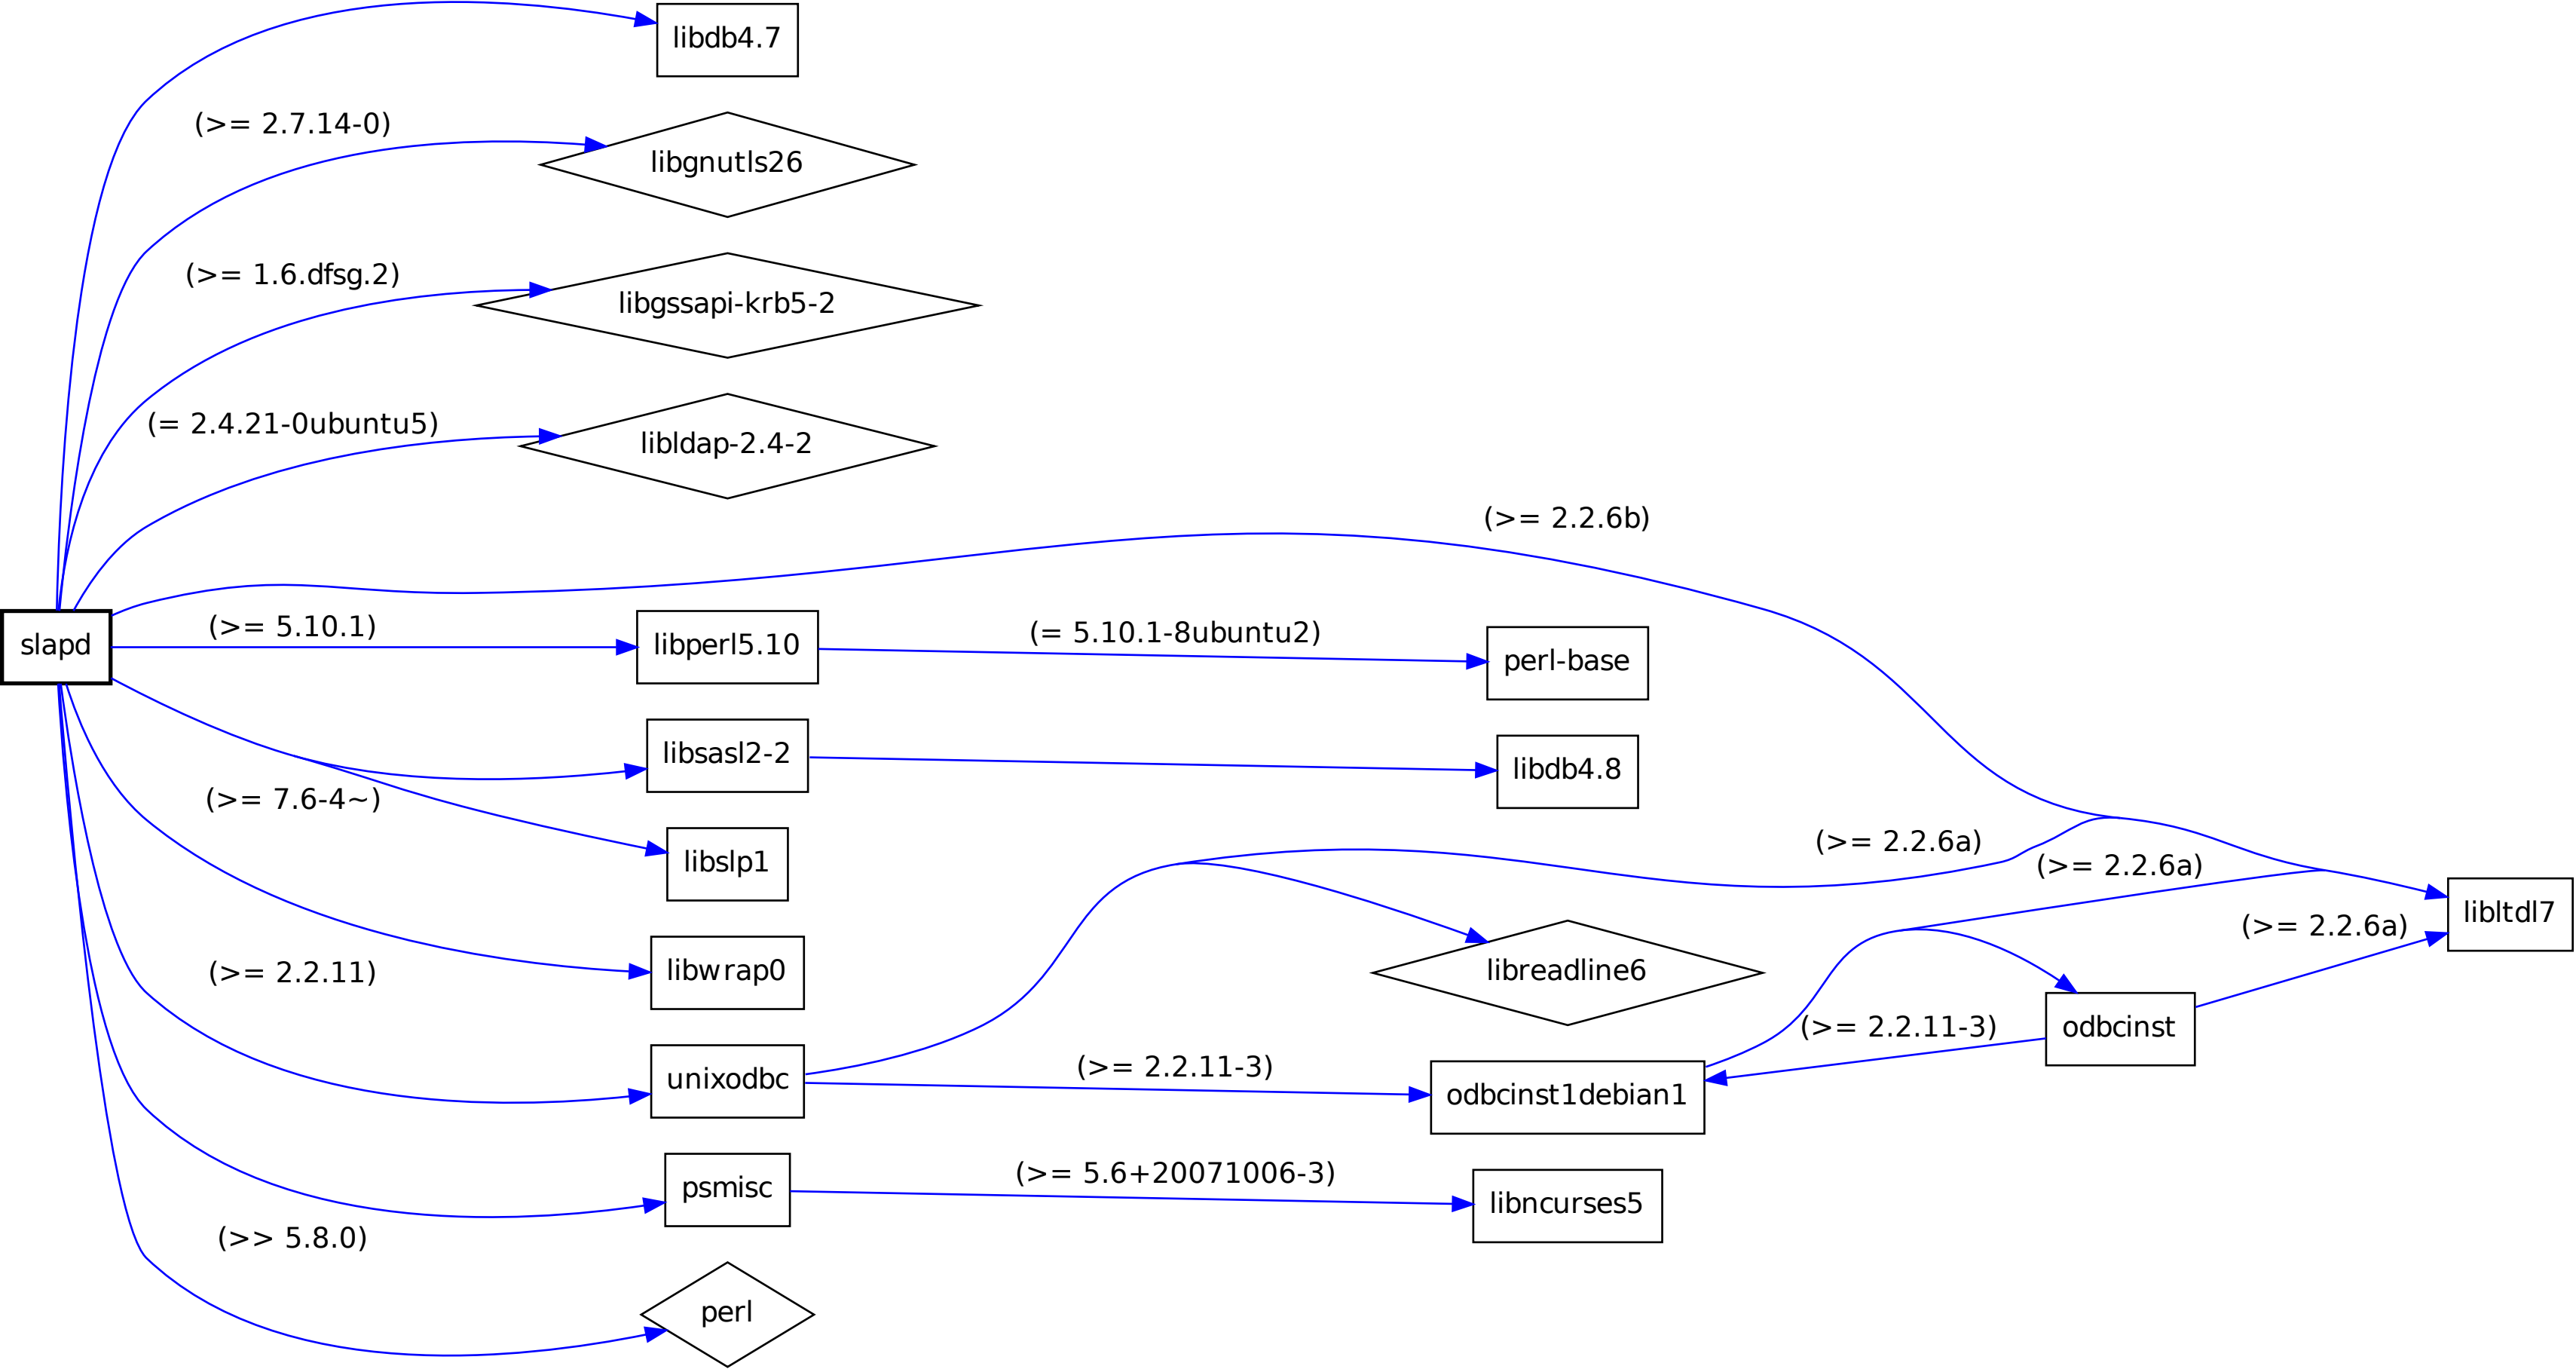 libdb4.7
(>= 2.7.14-0)
libgnutls26
(>= 1.6.dfsg.2)
libgssapi-krb5-2
(= 2.4.21-0ubuntu5)
libldap-2.4-2
(>= 2.2.6b)
slapd
(>= 5.10.1)
libperl5.10
(= 5.10.1-8ubuntu2)
perl-base
libsasl2-2
libdb4.8
(>= 7.6-4~)
libslp1
(>= 2.2.6a)
(>= 2.2.6a)
libltdl7
(>= 2.2.6a)
(>= 2.2.11)
libwrap0
libreadline6
(>= 2.2.11-3)
odbcinst
unixodbc
(>= 2.2.11-3)
odbcinst1debian1
psmisc
(>= 5.6+20071006-3)
libncurses5
(>> 5.8.0)
perl